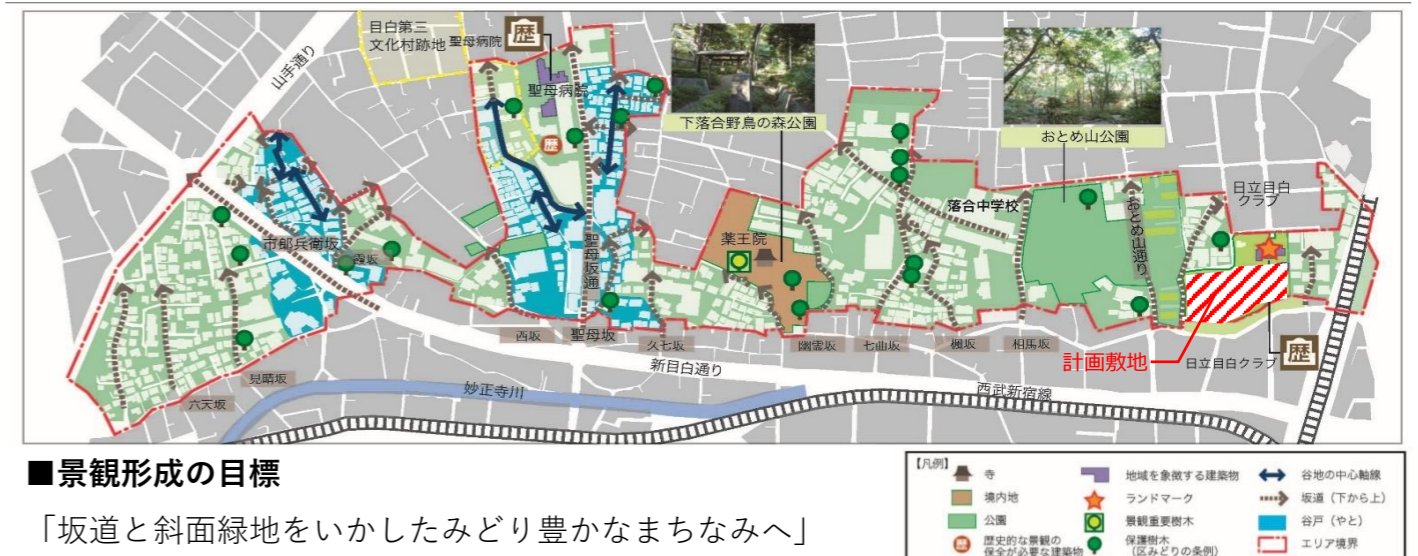 目白第三
文化村跡地
聖母病院
歴
山手通り
聖母病院
歴
下落合野鳥の森公園
おとめ山公園
日立目白
クラブ
落合中学校
おとめ山通り
薬王院
市郎兵衛坂
霞坂
聖母坂通
西坂
聖母坂
久七坂
幽霊坂
七曲坂
相馬坂
計画敷地
日立目白クラブ
歴
新目白通り
西武新宿線
妙正寺川
見晴坂
六天坂
■景観形成の目標
「坂道と斜面緑地をいかしたみどり豊かなまちなみへ」
【凡例】
寺
地域を象徴する建築物
谷地の中心軸線
境内地
ランドマーク
坂道(下から上)
公園
景観重要樹木
谷戸(やと)
歴
歴史的な景観の
保全が必要な建築物
保護樹木
(区みどりの条例)
エリア境界